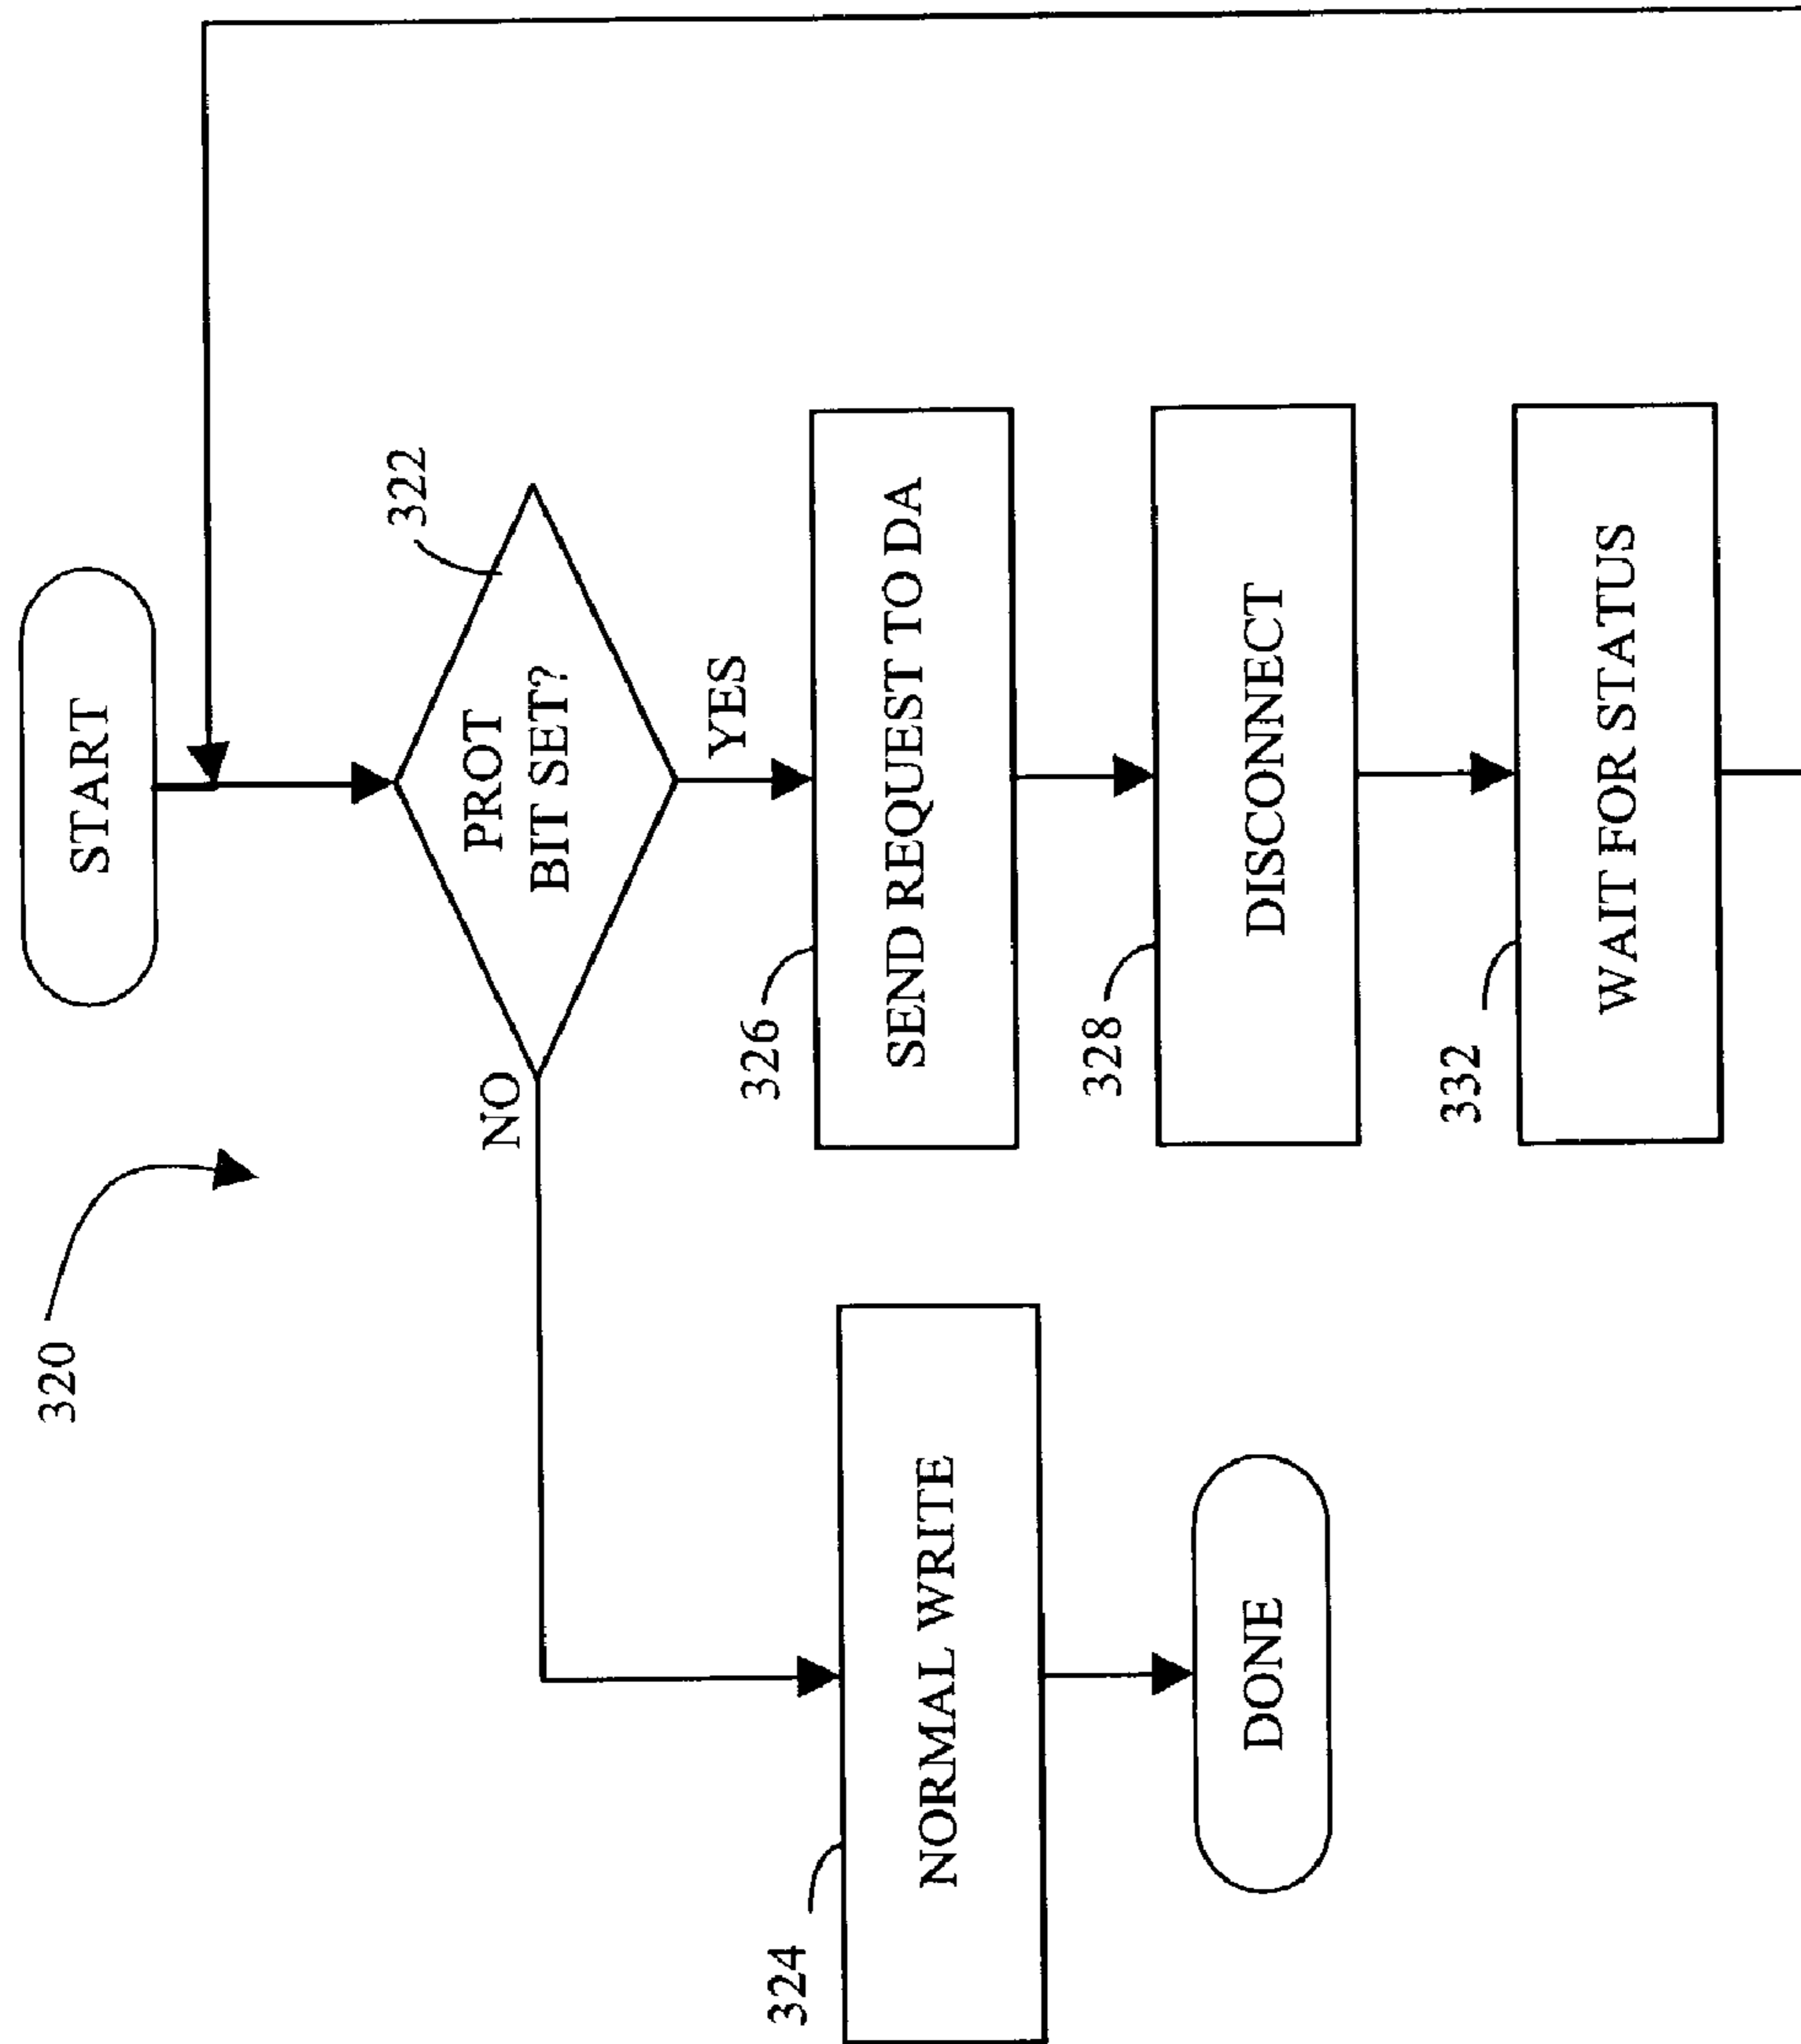 320
START
322
PROT
BIT SET?
NO
YES
324
NORMAL WRITE
326
SEND REQUEST TO DA
DONE
328
DISCONNECT
332
WAIT FOR STATUS